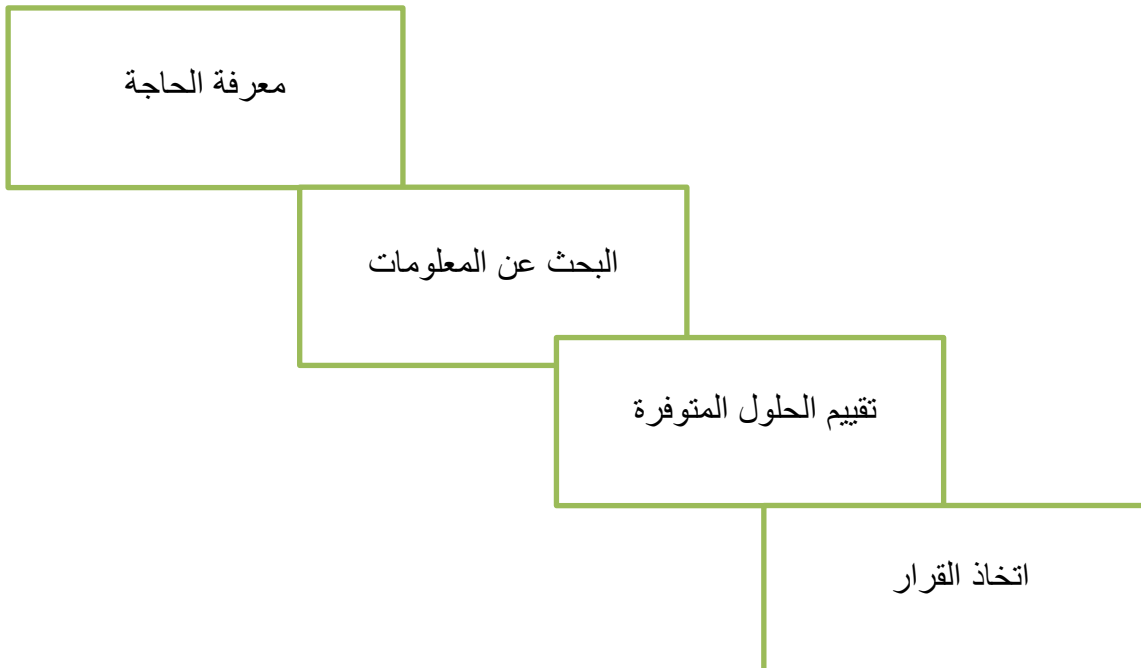 معرفة الحاجة
البحث عن المعلومات
تقييم الحلول المتوفرة
اتخاذ القرار